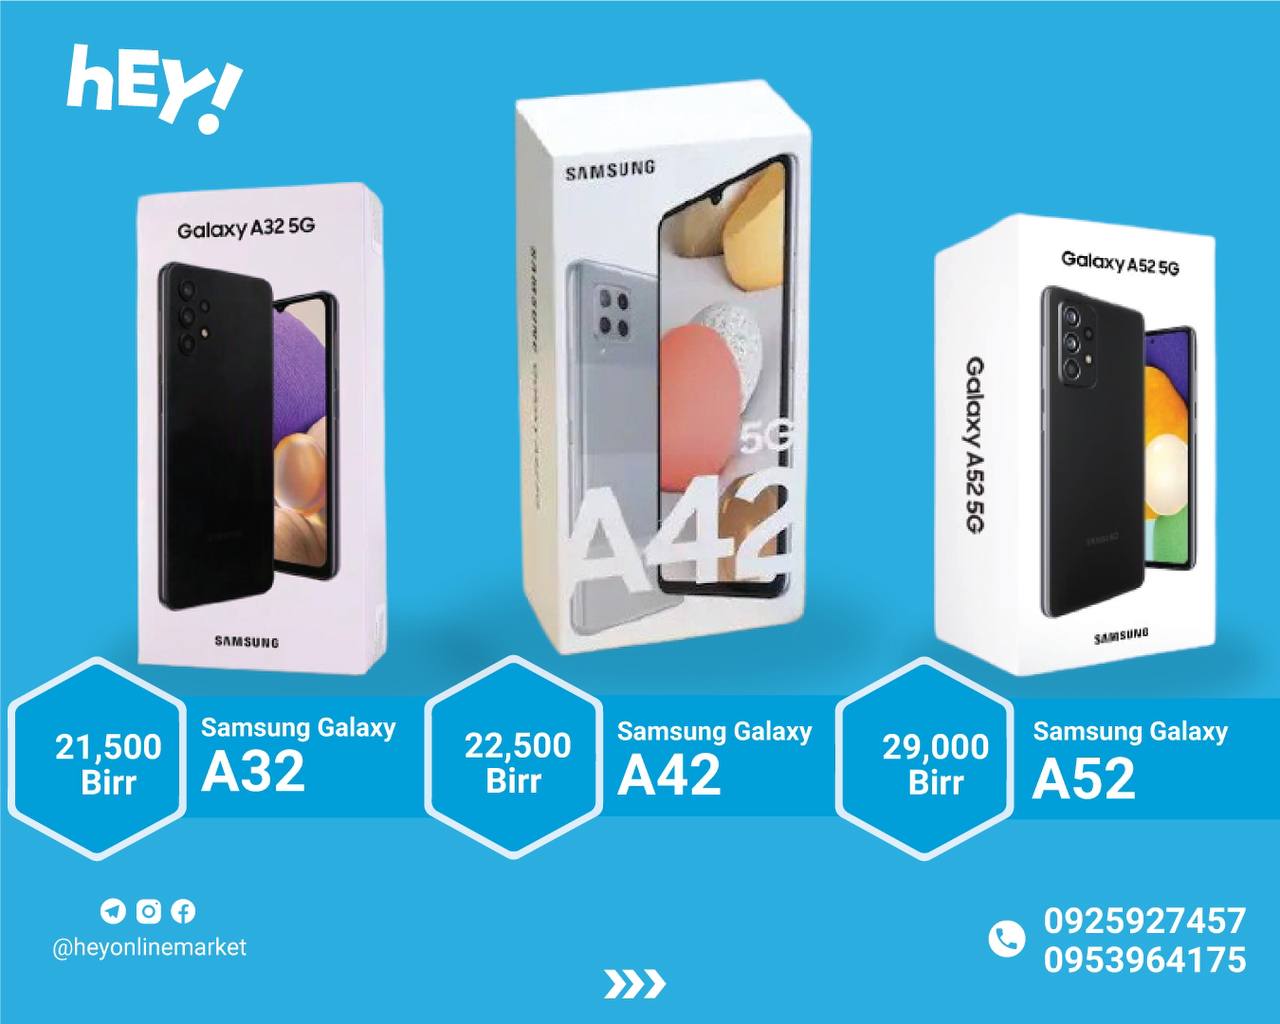 hEY!
Galaxy A32 5G
SAMSUNG
SAMSUNG
5G
A42
Galaxy A52 5G
Galaxy A52 5G
SAMSUNG
21,500
Birr
Samsung Galaxy
A32
22,500
Birr
Samsung Galaxy
A42
29,000
Birr
Samsung Galaxy
A52
@heyonlinemarket
0925927457
0953964175